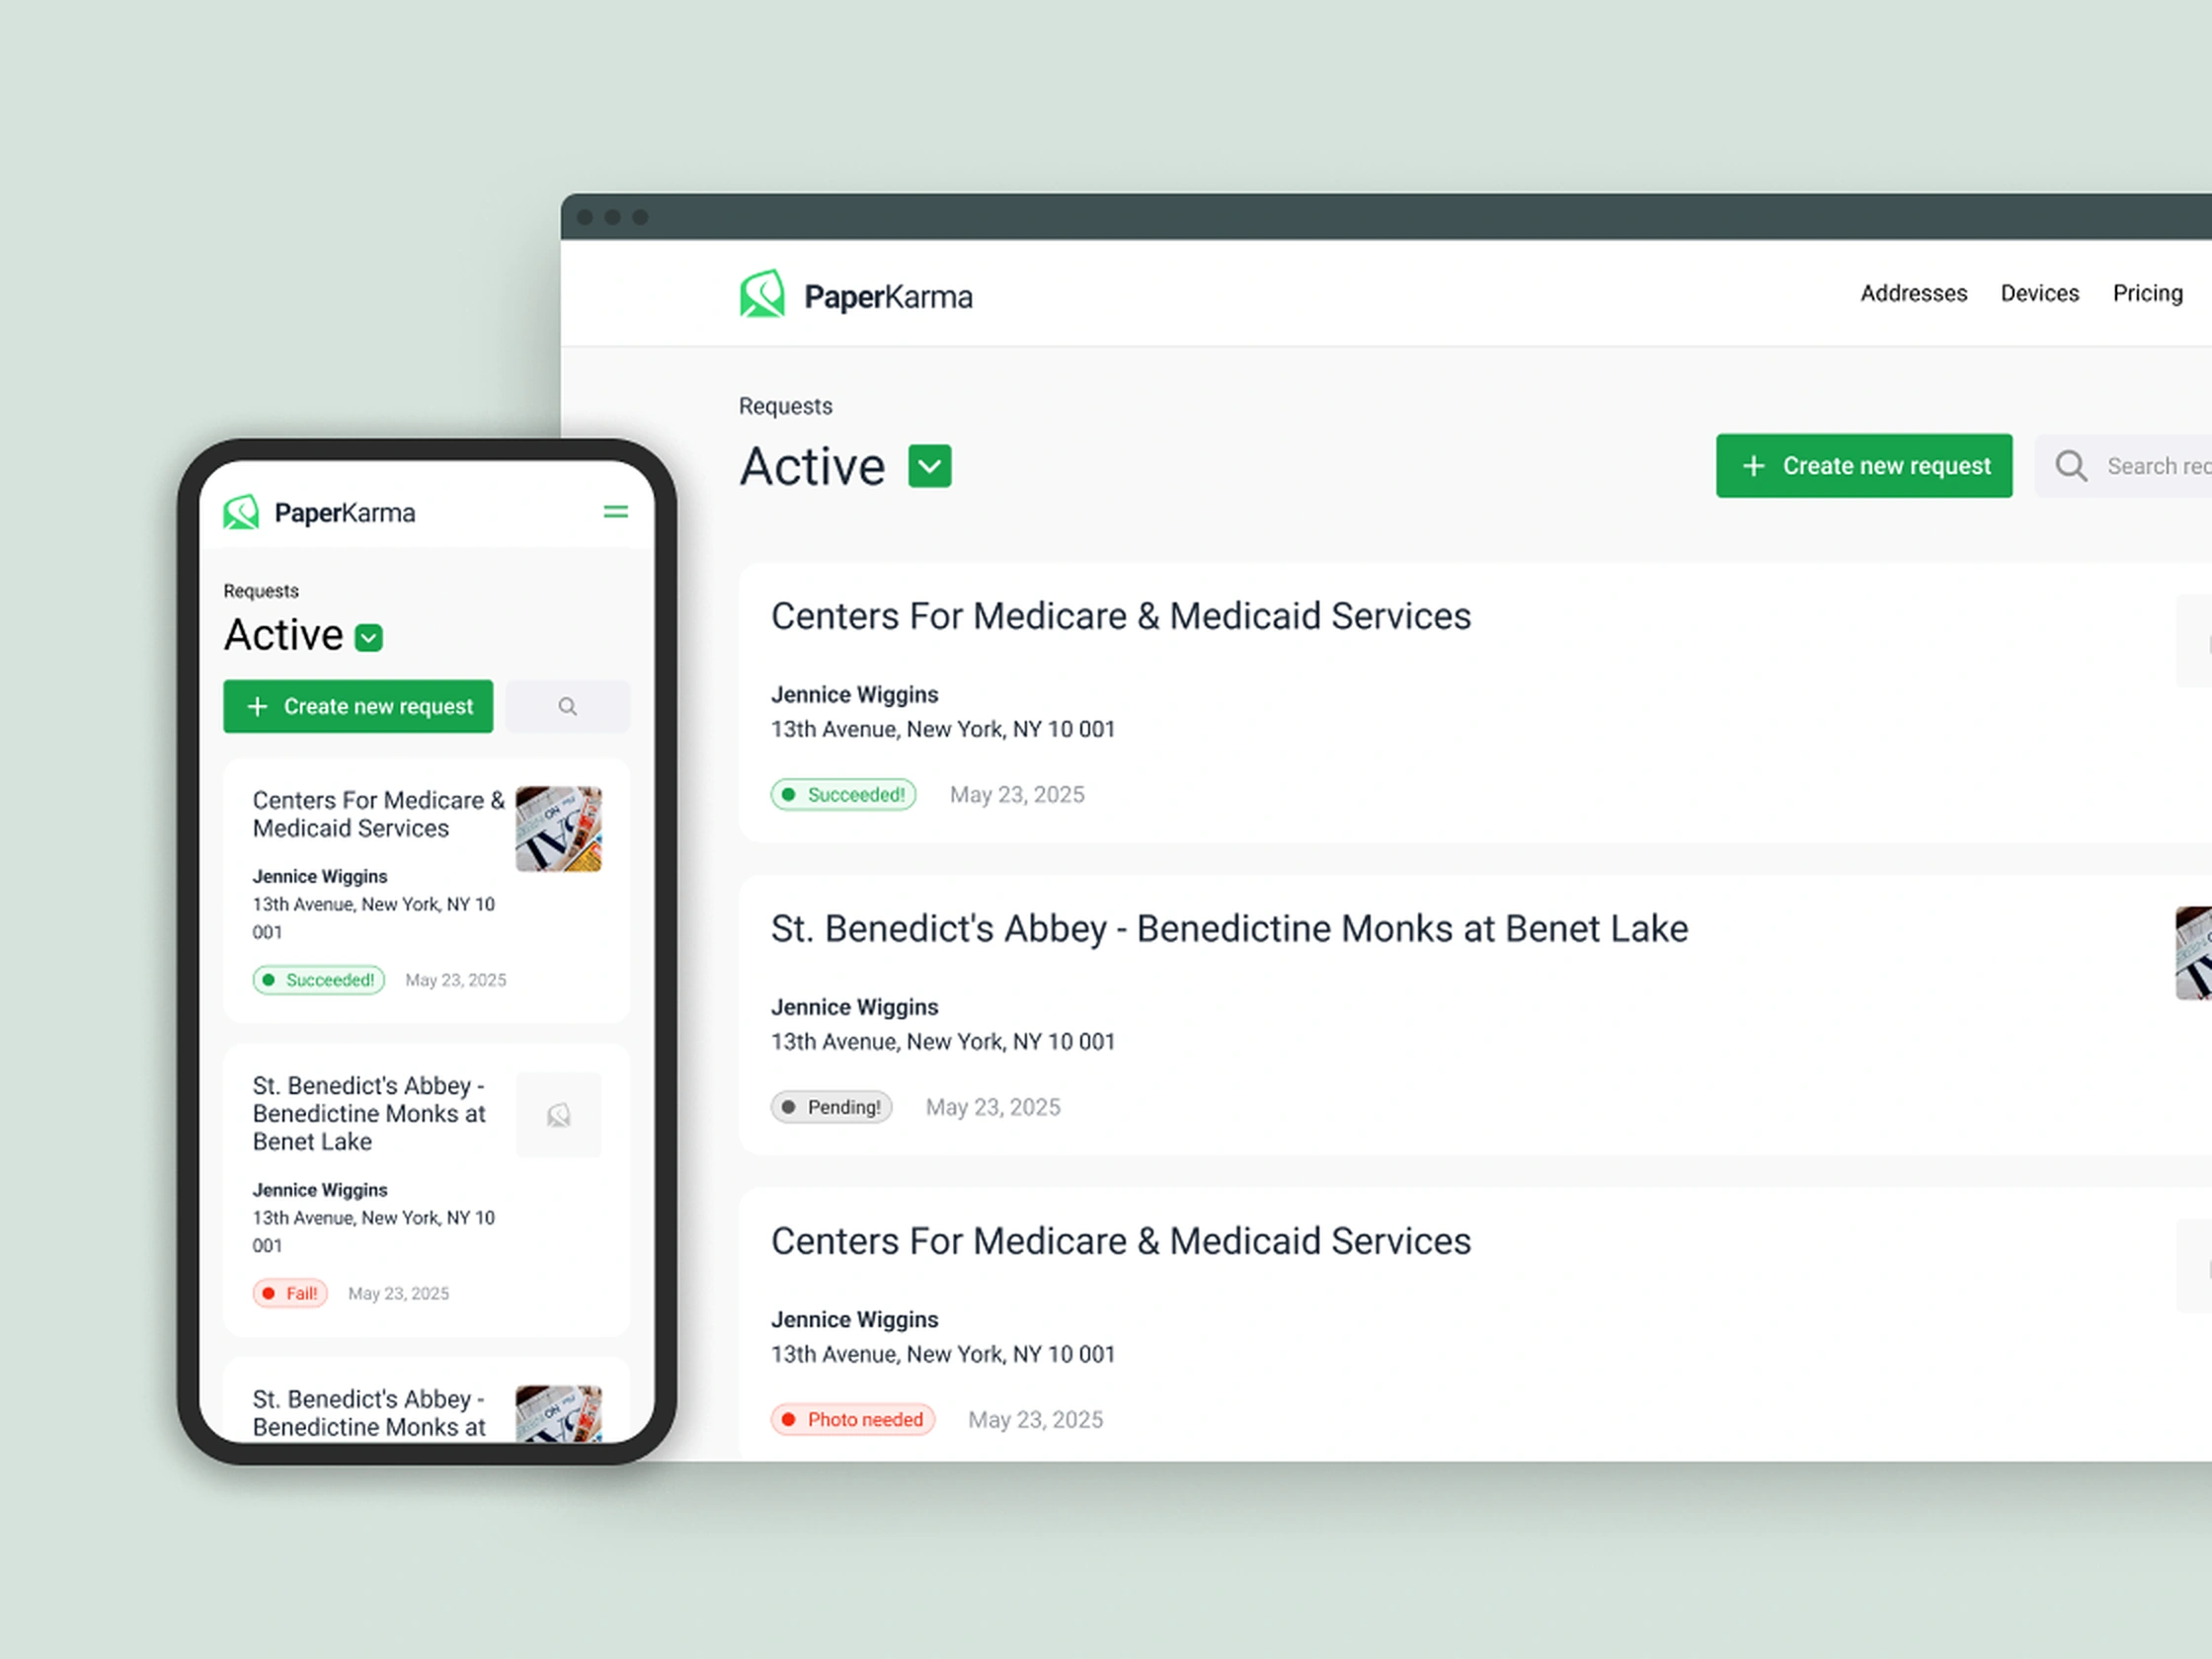 PaperKarma
Addresses Devices Pricing
Requests
Active
+ Create new request
Search
Centers For Medicare & Medicaid Services
Jennice Wiggins
13th Avenue, New York, NY 10 001
Succeeded! May 23, 2025
St. Benedict's Abbey - Benedictine Monks at Benet Lake
Jennice Wiggins
13th Avenue, New York, NY 10 001
Pending! May 23, 2025
Centers For Medicare & Medicaid Services
Jennice Wiggins
13th Avenue, New York, NY 10 001
Photo needed May 23, 2025
PaperKarma
Requests
Active
+ Create new request
Centers For Medicare &
Medicaid Services
Jennice Wiggins
13th Avenue, New York, NY 10
001
Succeeded! May 23, 2025
St. Benedict's Abbey -
Benedictine Monks at
Benet Lake
Jennice Wiggins
13th Avenue, New York, NY 10
001
Fail! May 23, 2025
St. Benedict's Abbey -
Benedictine Monks at